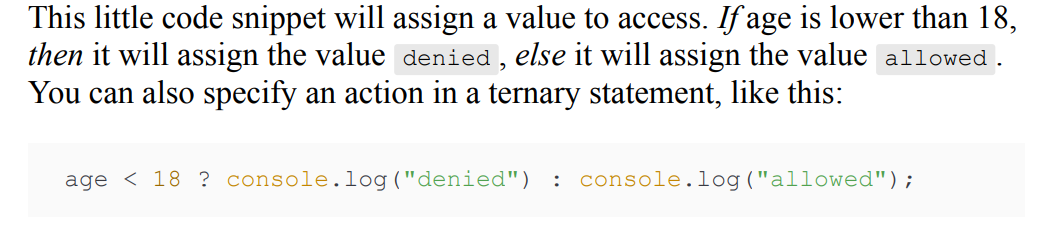 This little code snippet will assign a value to access. If age is lower than 18,
then it will assign the value denied, else it will assign the value allowed.
You can also specify an action in a ternary statement, like this:
age < 18 ? console.log("denied") : console.log("allowed");